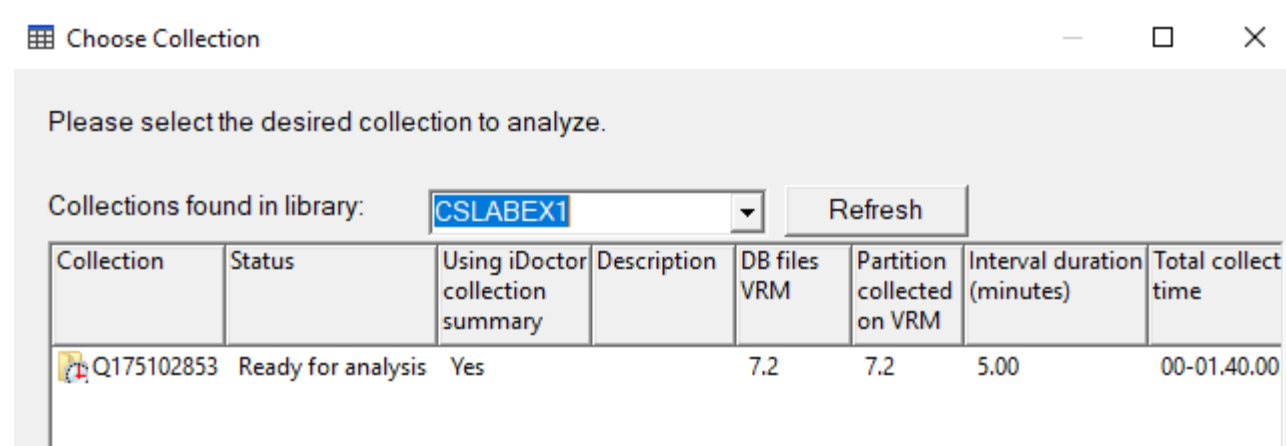 Choose Collection
Please select the desired collection to analyze.
Collections found in library: CSLABEX1 Refresh
Collection Status Using iDoctor Description DB files Partition Interval duration Total collect
collection VRM collected (minutes) time
summary on VRM
Q175102853 Ready for analysis Yes 7.2 7.2 5.00 00-01.40.00